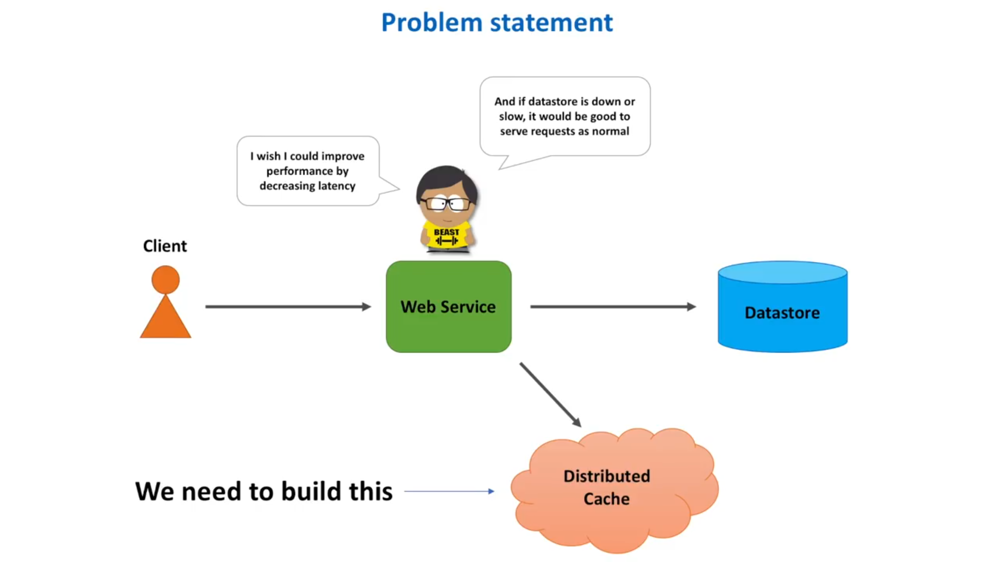 Problem statement
And if datastore is down or
slow, it would be good to
serve requests as normal
I wish I could improve
performance by
decreasing latency
BEAST
Client
Web Service
Datastore
We need to build this
Distributed
Cache